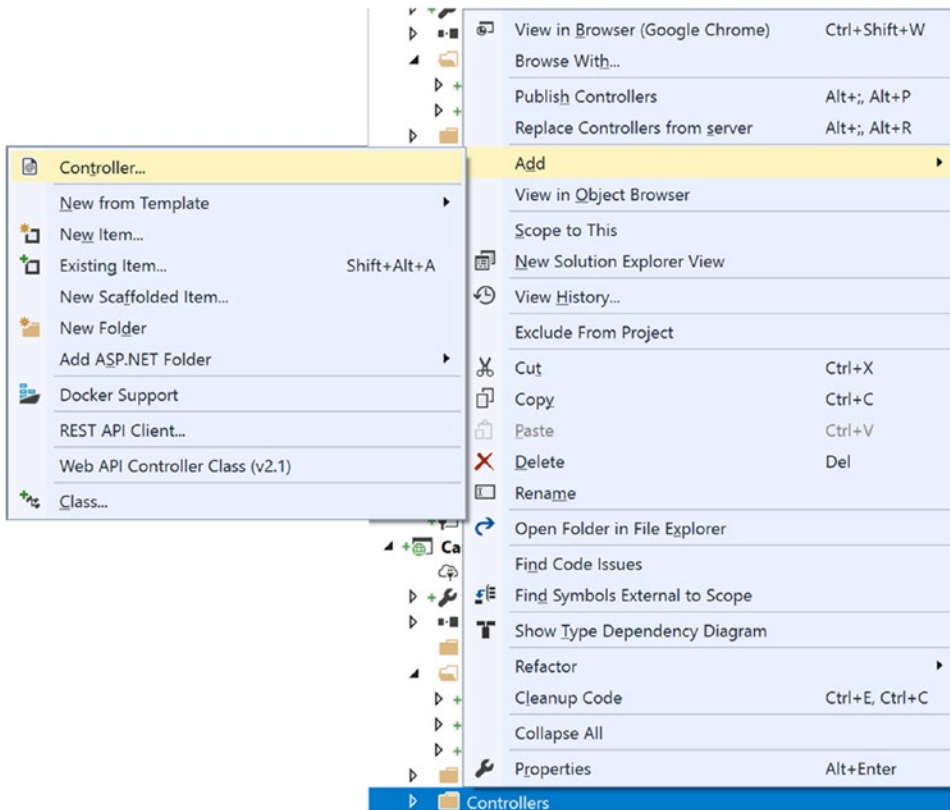 View in Browser (Google Chrome) Ctrl+Shift+W
Browse With...
Publish Controllers Alt+;, Alt+P
Replace Controllers from server Alt+;, Alt+R
Add
View in Object Browser
Scope to This
New Solution Explorer View
View History...
Exclude From Project
Cut Ctrl+X
Copy Ctrl+C
Paste Ctrl+V
Delete Del
Rename
Open Folder in File Explorer
Find Code Issues
Find Symbols External to Scope
Show Type Dependency Diagram
Refactor
Cleanup Code Ctrl+E, Ctrl+C
Collapse All
Properties Alt+Enter
Controller...
New from Template
New Item...
Existing Item... Shift+Alt+A
New Scaffolded Item...
New Folder
Add ASP.NET Folder
Docker Support
REST API Client...
Web API Controller Class (v2.1)
Class...
Ca
Controllers